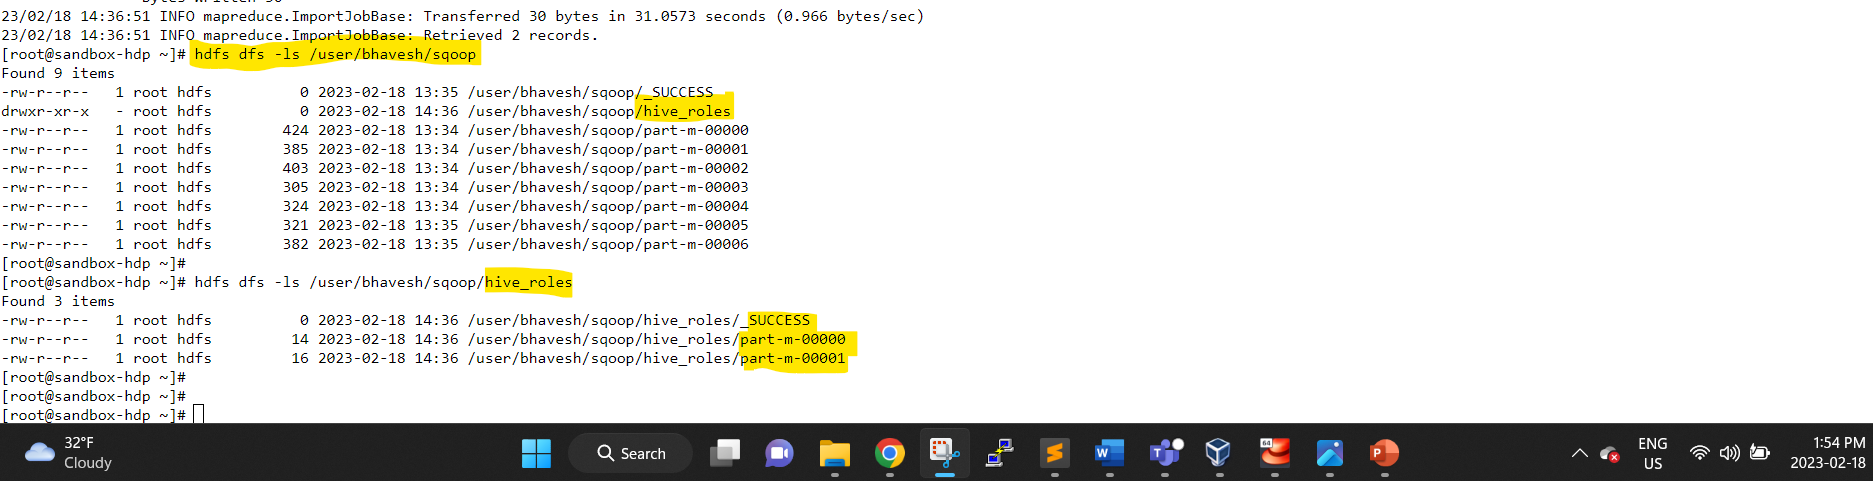 Bytes Written=30
23/02/18 14:36:51 INFO mapreduce.ImportJobBase: Transferred 30 bytes in 31.0573 seconds (0.966 bytes/sec)
23/02/18 14:36:51 INFO mapreduce.ImportJobBase: Retrieved 2 records.
[root@sandbox-hdp ~]# hdfs dfs -ls /user/bhavesh/sqoop
Found 9 items
-rw-r--r--   1 root hdfs          0 2023-02-18 13:35 /user/bhavesh/sqoop/_SUCCESS
drwxr-xr-x   - root hdfs          0 2023-02-18 14:36 /user/bhavesh/sqoop/hive_roles
-rw-r--r--   1 root hdfs        424 2023-02-18 13:34 /user/bhavesh/sqoop/part-m-00000
-rw-r--r--   1 root hdfs        385 2023-02-18 13:34 /user/bhavesh/sqoop/part-m-00001
-rw-r--r--   1 root hdfs        403 2023-02-18 13:34 /user/bhavesh/sqoop/part-m-00002
-rw-r--r--   1 root hdfs        305 2023-02-18 13:34 /user/bhavesh/sqoop/part-m-00003
-rw-r--r--   1 root hdfs        324 2023-02-18 13:34 /user/bhavesh/sqoop/part-m-00004
-rw-r--r--   1 root hdfs        321 2023-02-18 13:35 /user/bhavesh/sqoop/part-m-00005
-rw-r--r--   1 root hdfs        382 2023-02-18 13:35 /user/bhavesh/sqoop/part-m-00006
[root@sandbox-hdp ~]#
[root@sandbox-hdp ~]# hdfs dfs -ls /user/bhavesh/sqoop/hive_roles
Found 3 items
-rw-r--r--   1 root hdfs          0 2023-02-18 14:36 /user/bhavesh/sqoop/hive_roles/_SUCCESS
-rw-r--r--   1 root hdfs         14 2023-02-18 14:36 /user/bhavesh/sqoop/hive_roles/part-m-00000
-rw-r--r--   1 root hdfs         16 2023-02-18 14:36 /user/bhavesh/sqoop/hive_roles/part-m-00001
[root@sandbox-hdp ~]#
[root@sandbox-hdp ~]#
[root@sandbox-hdp ~]#
32°F
Cloudy
Search
64
ENG
US
1:54 PM
2023-02-18